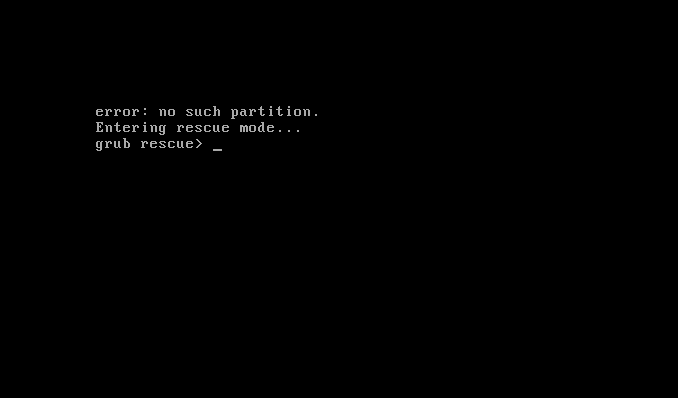 error: no such partition.
Entering rescue mode...
grub rescue> _